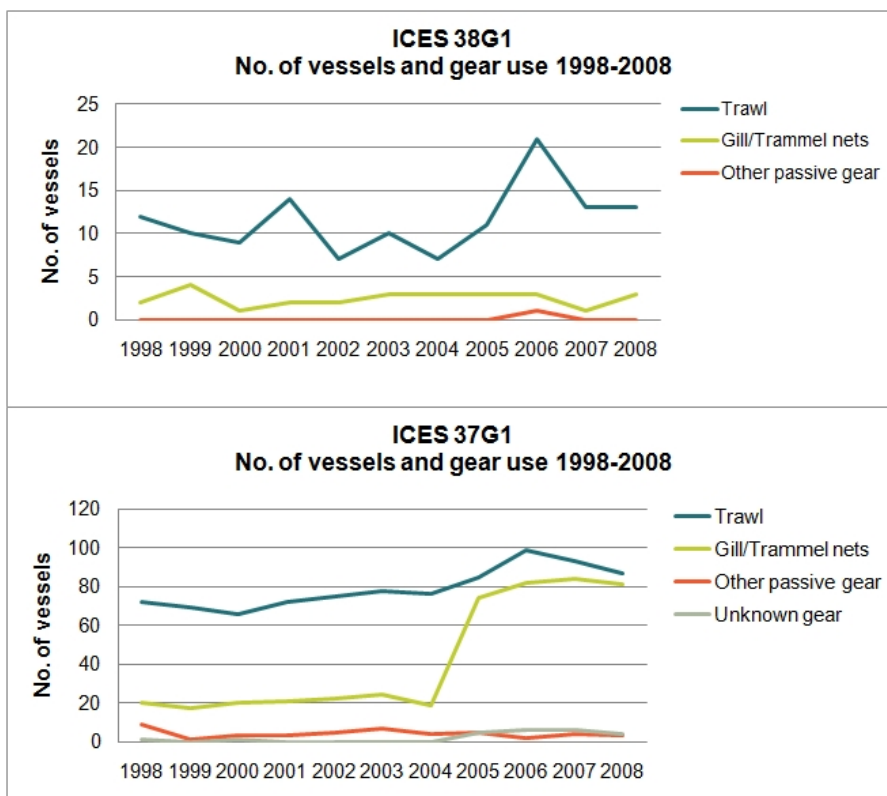 ICES 38G1
No. of vessels and gear use 1998-2008
25
20
15
10
5
0
No. of vessels
1998 1999 2000 2001 2002 2003 2004 2005 2006 2007 2008
Trawl
Gill/Trammel nets
Other passive gear
ICES 37G1
No. of vessels and gear use 1998-2008
120
100
80
60
40
20
0
No. of vessels
1998 1999 2000 2001 2002 2003 2004 2005 2006 2007 2008
Trawl
Gill/Trammel nets
Other passive gear
Unknown gear